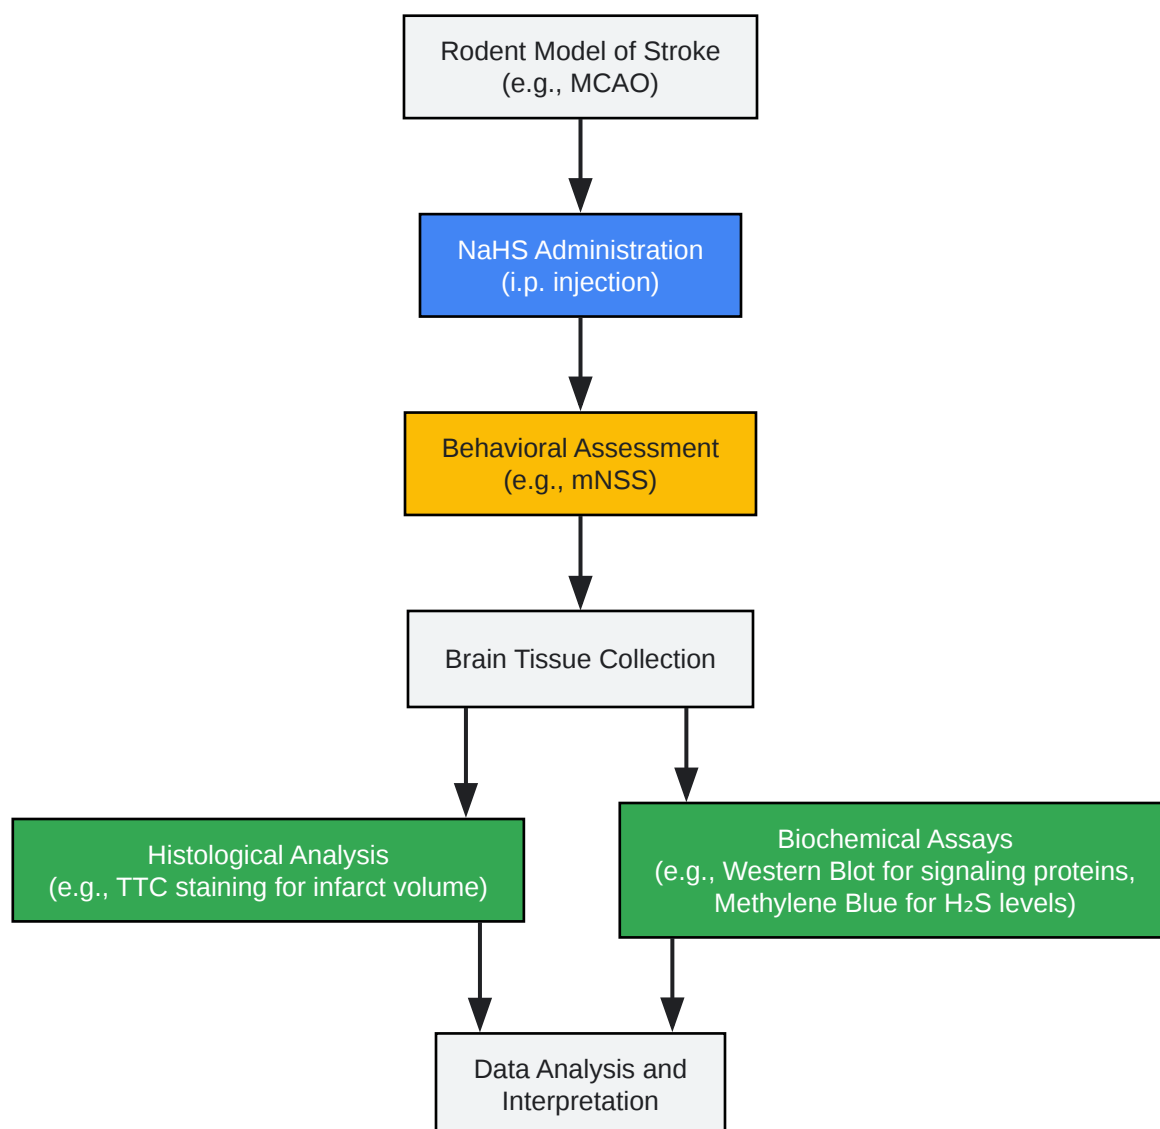 Rodent Model of Stroke
(e.g., MCAO)
NaHS Administration
(i.p. injection)
Behavioral Assessment
(e.g., mNSS)
Brain Tissue Collection
Histological Analysis
(e.g., TTC staining for infarct volume)
Biochemical Assays
(e.g., Western Blot for signaling proteins,
Methylene Blue for H₂S levels)
Data Analysis and
Interpretation